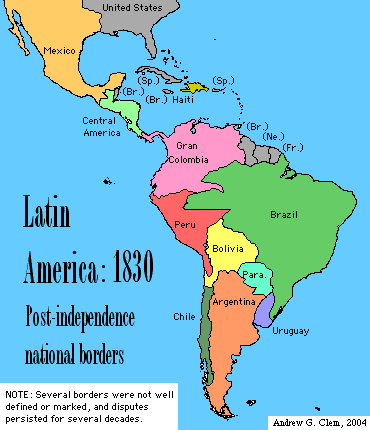 United States
Mexico
(Sp.)
(Sp.)
(Br.)
(Br.)
Haiti
Central
America
(Br.)
(Ne.)
(Fr.)
Gran
Colombia
Latin
America: 1830
Post-independence
national borders
Brazil
Peru
Bolivia
Para.
Argentina
Chile
Uruguay
NOTE: Several borders were not well
defined or marked, and disputes
persisted for several decades.
Andrew G. Clem, 2004